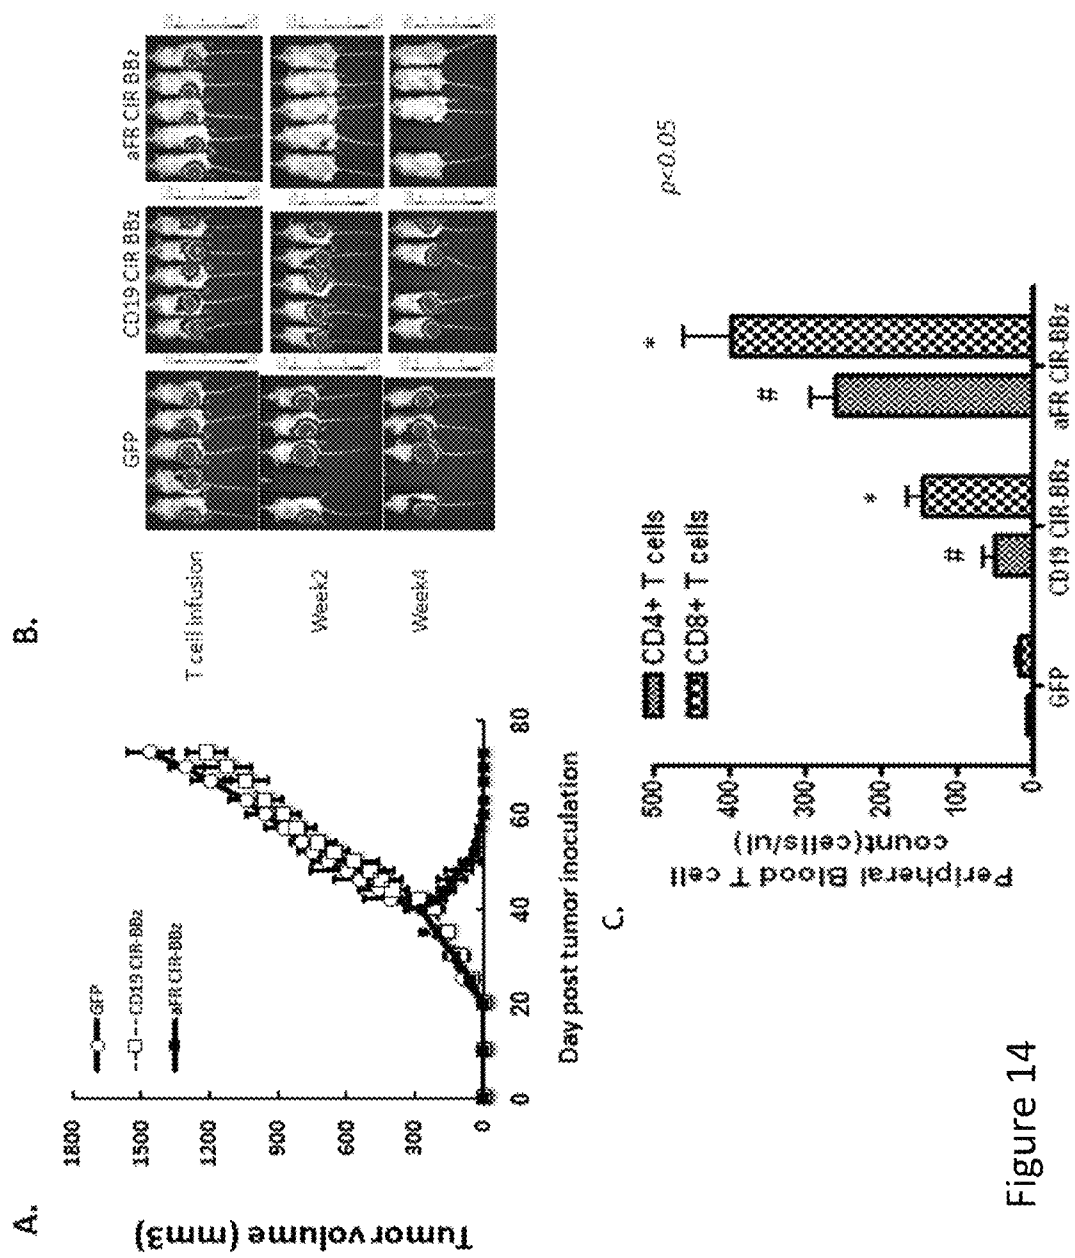 A.
Tumor volume (mm3)
1800
1500
1200
900
600
300
0
GFP
CD19 CIR-BBz
aFR CIR-BBz
0
20
40
60
80
Day post tumor inoculation
B.
GFP
CD19 CIR BBz
aFR CIR BBz
T cell infusion
Week2
Week4
C.
Peripheral Blood T cell
count(cells/ul)
500
400
300
200
100
0
CD4+ T cells
CD8+ T cells
p<0.05
#
*
#
*
GFP
CD19 CIR-BBz
aFR CIR-BBz
Figure 14